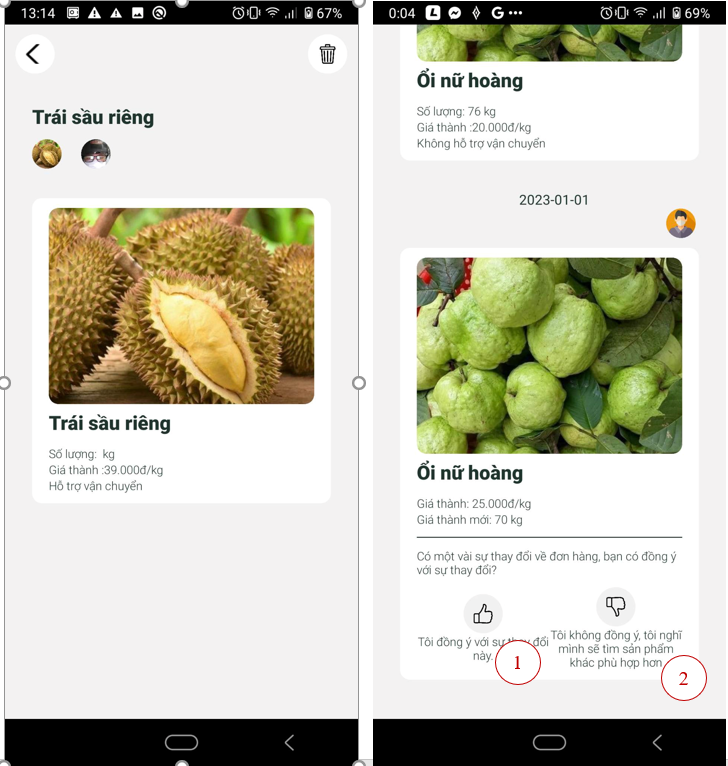 13:14
67%
Trái sầu riêng
Trái sầu riêng
Số lượng: kg
Giá thành :39.000đ/kg
Hỗ trợ vận chuyển
0:04
L
G
69%
Ổi nữ hoàng
Số lượng: 76 kg
Giá thành :20.000đ/kg
Không hỗ trợ vận chuyển
2023-01-01
Ổi nữ hoàng
Giá thành: 25.000đ/kg
Giá thành mới: 70 kg
Có một vài sự thay đổi về đơn hàng, bạn có đồng ý
với sự thay đổi?
Tôi đồng ý với sự thay đổi
này.
1
Tôi không đồng ý, tôi nghĩ
mình sẽ tìm sản phẩm
khác phù hợp hơn
2